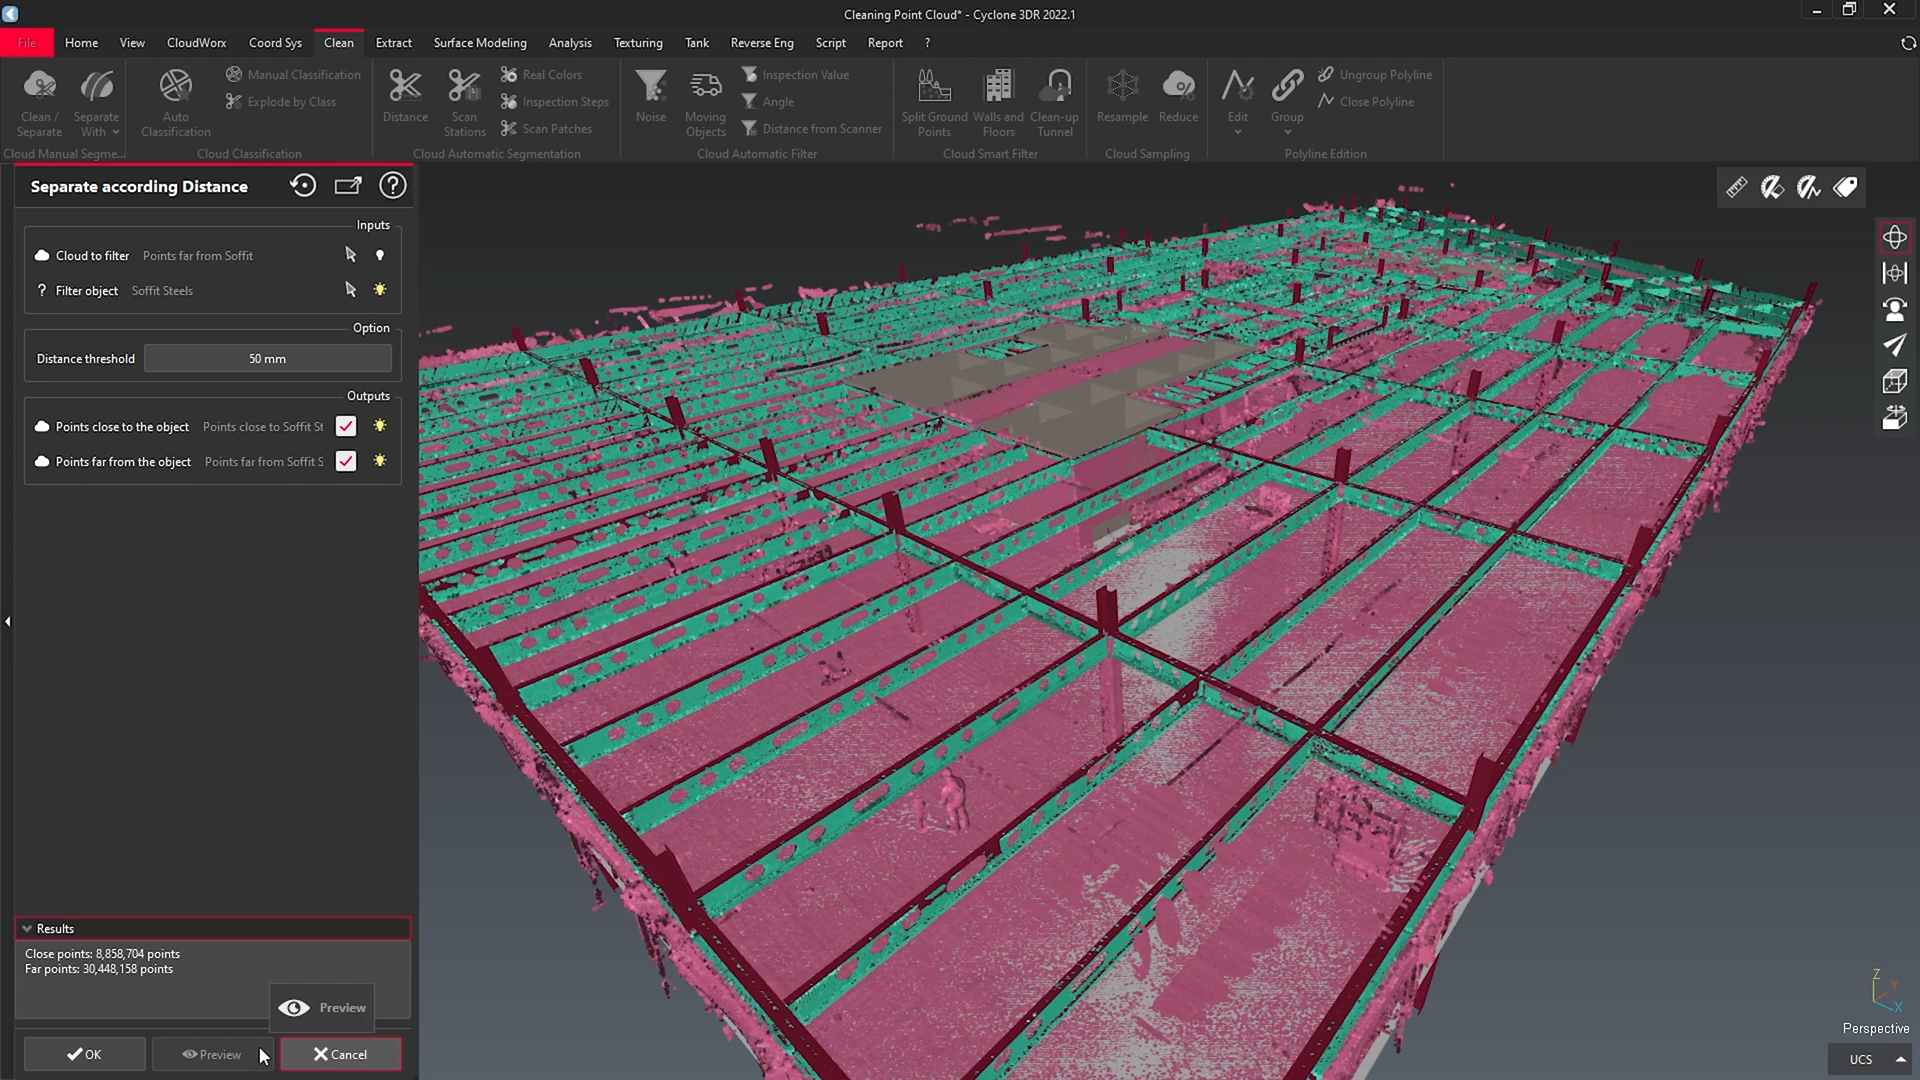 Cleaning Point Cloud* - Cyclone 3DR 2022.1
File Home View CloudWorx Coord Sys Clean Extract Surface Modeling Analysis Texturing Tank Reverse Eng Script Report ?
Clean / Separate
Separate With
Cloud Manual Segme...
Auto Classification
Manual Classification
Explode by Class
Cloud Classification
Distance
Scan Stations
Real Colors
Inspection Steps
Scan Patches
Cloud Automatic Segmentation
Noise
Moving Objects
Inspection Value
Angle
Distance from Scanner
Cloud Automatic Filter
Split Ground Points
Walls and Floors
Clean-up Tunnel
Cloud Smart Filter
Resample
Reduce
Cloud Sampling
Edit
Group
Ungroup Polyline
Close Polyline
Polyline Edition
Separate according Distance
Inputs
Cloud to filter Points far from Soffit
? Filter object Soffit Steels
Option
Distance threshold 50 mm
Outputs
Points close to the object Points close to Soffit St
Points far from the object Points far from Soffit S
Results
Close points: 8,858,704 points
Far points: 30,448,158 points
Preview
OK Preview Cancel
Z
Y
X
Perspective
UCS